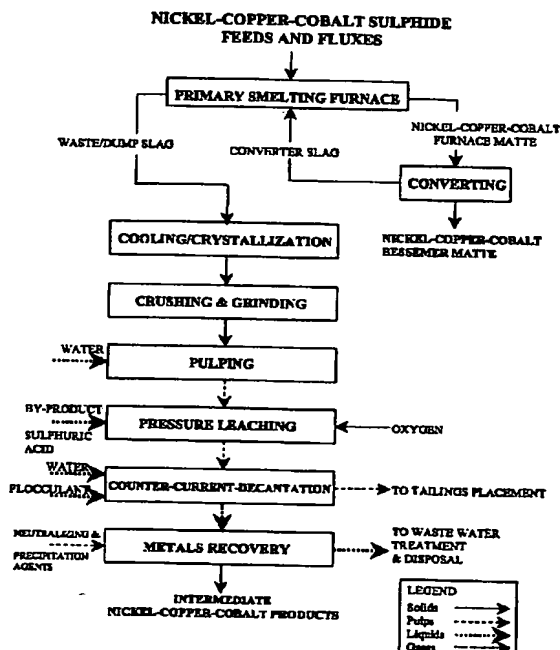 NICKEL-COPPER-COBALT SULPHIDE
FEEDS AND FLUXES
PRIMARY SMELTING FURNACE
WASTE/DUMP SLAG
CONVERTER SLAG
NICKEL-COPPER-COBALT
FURNACE MATTE
CONVERTING
NICKEL-COPPER-COBALT
BESSEMER MATTE
COOLING/CRYSTALLIZATION
CRUSHING & GRINDING
WATER
PULPING
BY-PRODUCT
SULPHURIC
ACID
PRESSURE LEACHING
OXYGEN
WATER
FLOCCULANT
COUNTER-CURRENT-DECANTATION
TO TAILINGS PLACEMENT
NEUTRALIZING &
PRECIPITATION
AGENTS
METALS RECOVERY
TO WASTE WATER
TREATMENT
& DISPOSAL
INTERMEDIATE
NICKEL-COPPER-COBALT PRODUCTS
LEGEND
Solids
Pulps
Liquids
Gases